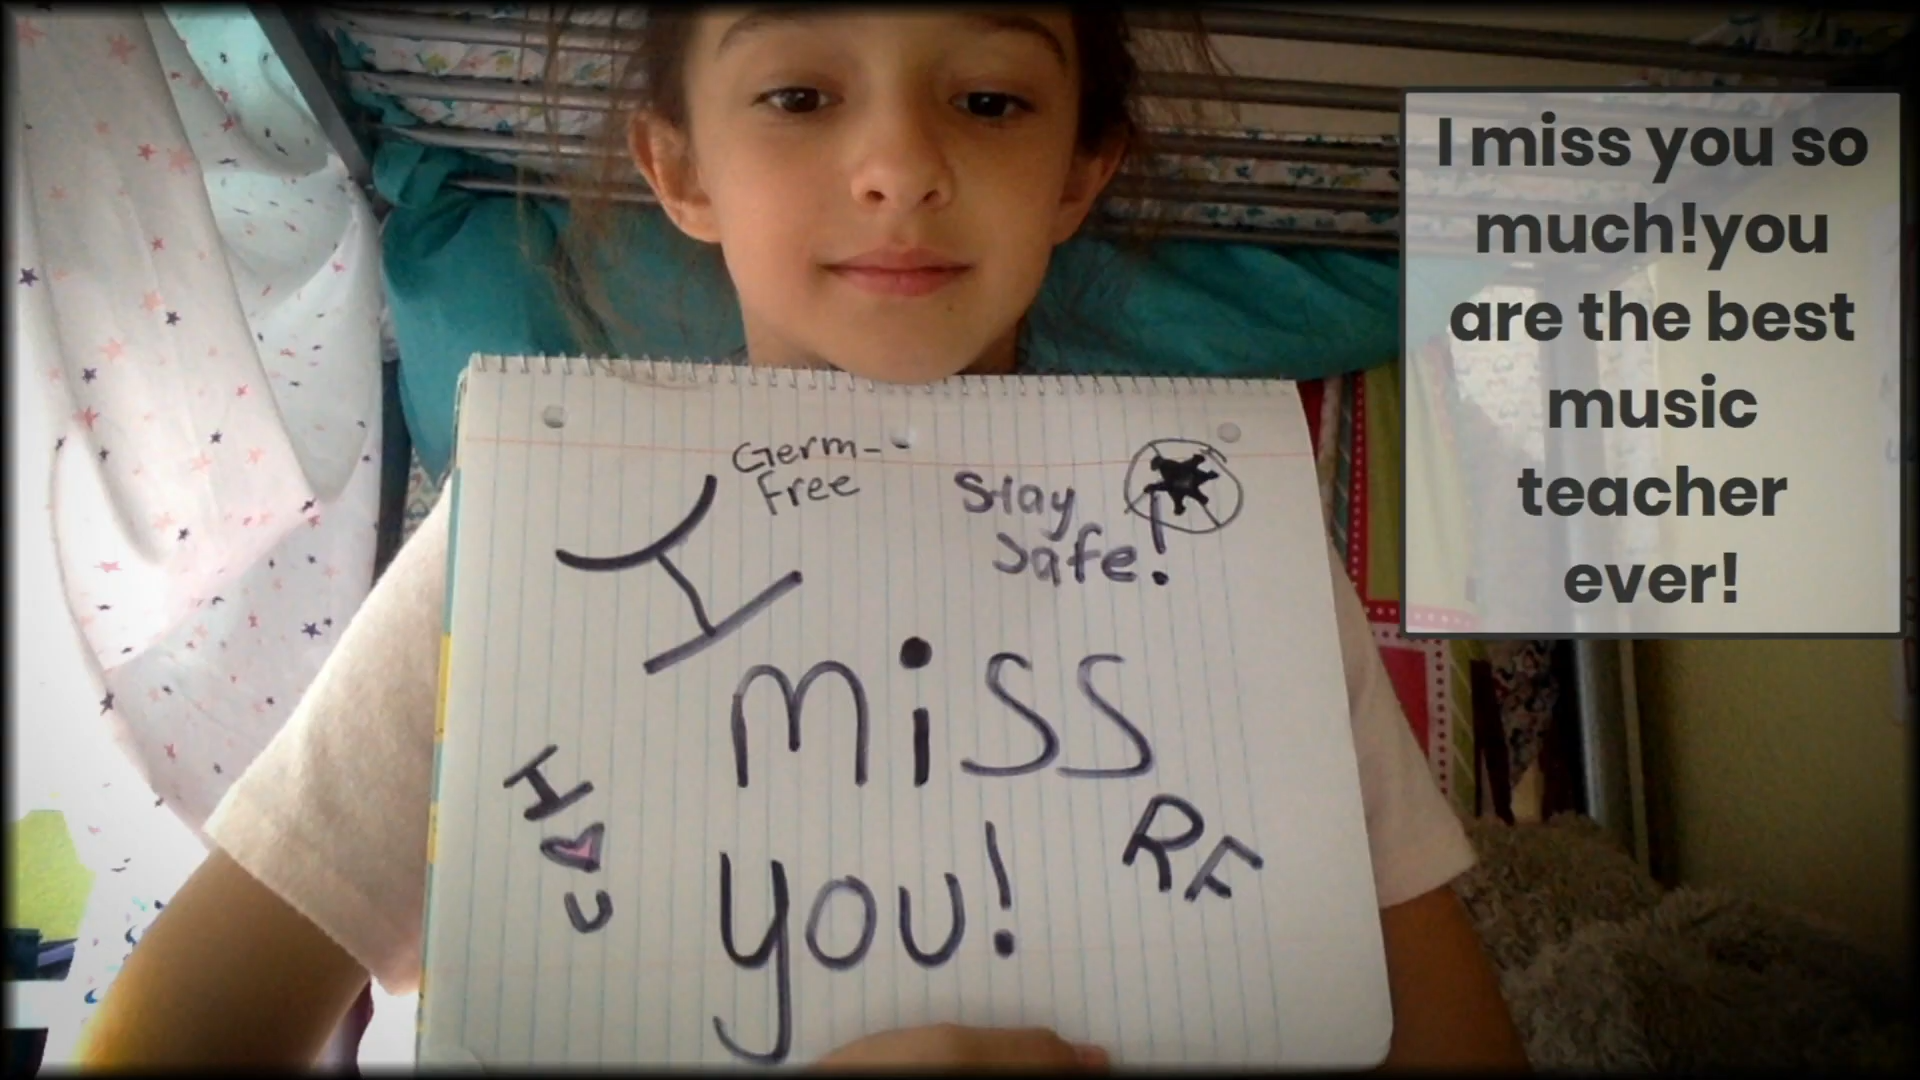 Germ-
Free
Stay
Safe!
I
miss
you!
I ♥ U
RF
I miss you so
much!you
are the best
music
teacher
ever!